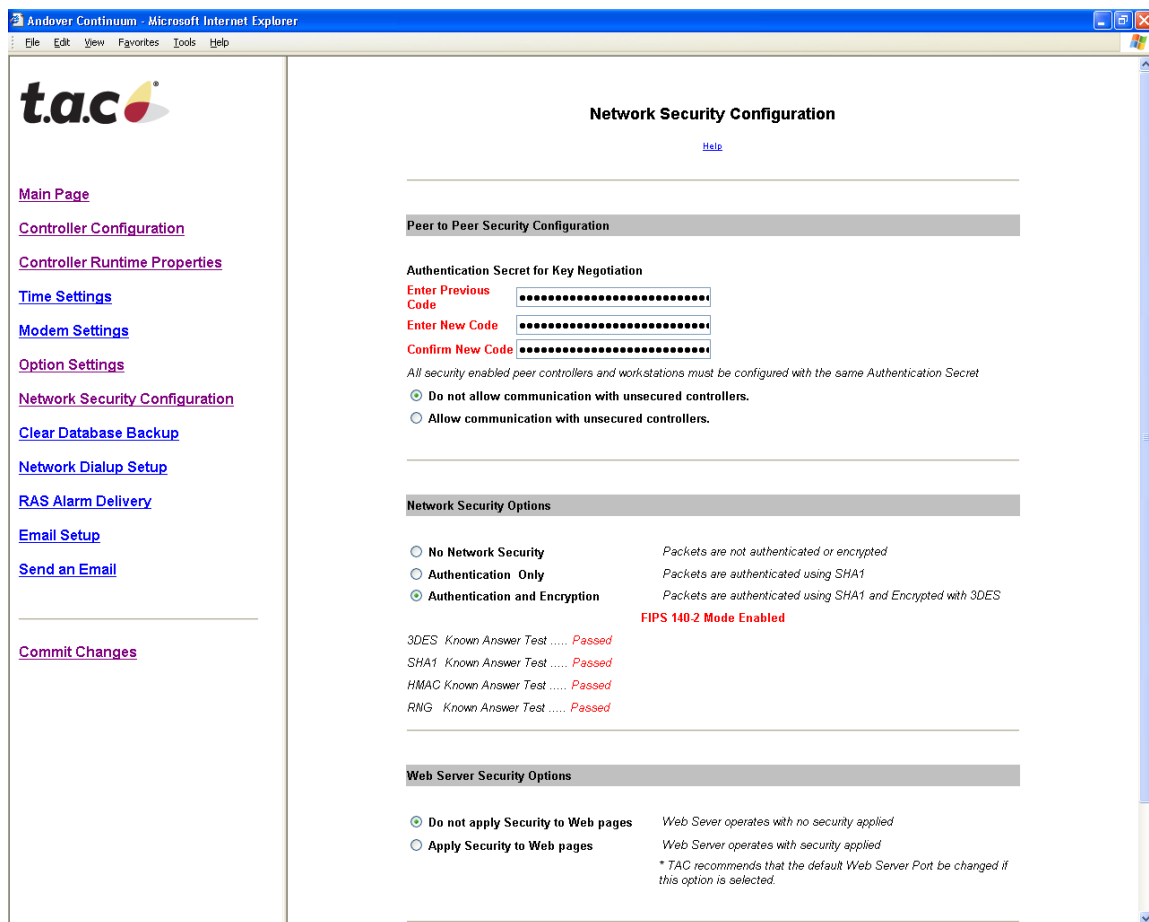 Andover Continuum - Microsoft Internet Explorer
File Edit View Favorites Tools Help
t.a.c®
Main Page
Controller Configuration
Controller Runtime Properties
Time Settings
Modem Settings
Option Settings
Network Security Configuration
Clear Database Backup
Network Dialup Setup
RAS Alarm Delivery
Email Setup
Send an Email
Commit Changes
Network Security Configuration
Help
Peer to Peer Security Configuration
Authentication Secret for Key Negotiation
Enter Previous
Code
Enter New Code
Confirm New Code
All security enabled peer controllers and workstations must be configured with the same Authentication Secret
Do not allow communication with unsecured controllers.
Allow communication with unsecured controllers.
Network Security Options
No Network Security Packets are not authenticated or encrypted
Authentication Only Packets are authenticated using SHA1
Authentication and Encryption Packets are authenticated using SHA1 and Encrypted with 3DES
FIPS 140-2 Mode Enabled
3DES Known Answer Test ..... Passed
SHA1 Known Answer Test ..... Passed
HMAC Known Answer Test ..... Passed
RNG Known Answer Test ..... Passed
Web Server Security Options
Do not apply Security to Web pages Web Sever operates with no security applied
Apply Security to Web pages Web Server operates with security applied
* TAC recommends that the default Web Server Port be changed if
this option is selected.